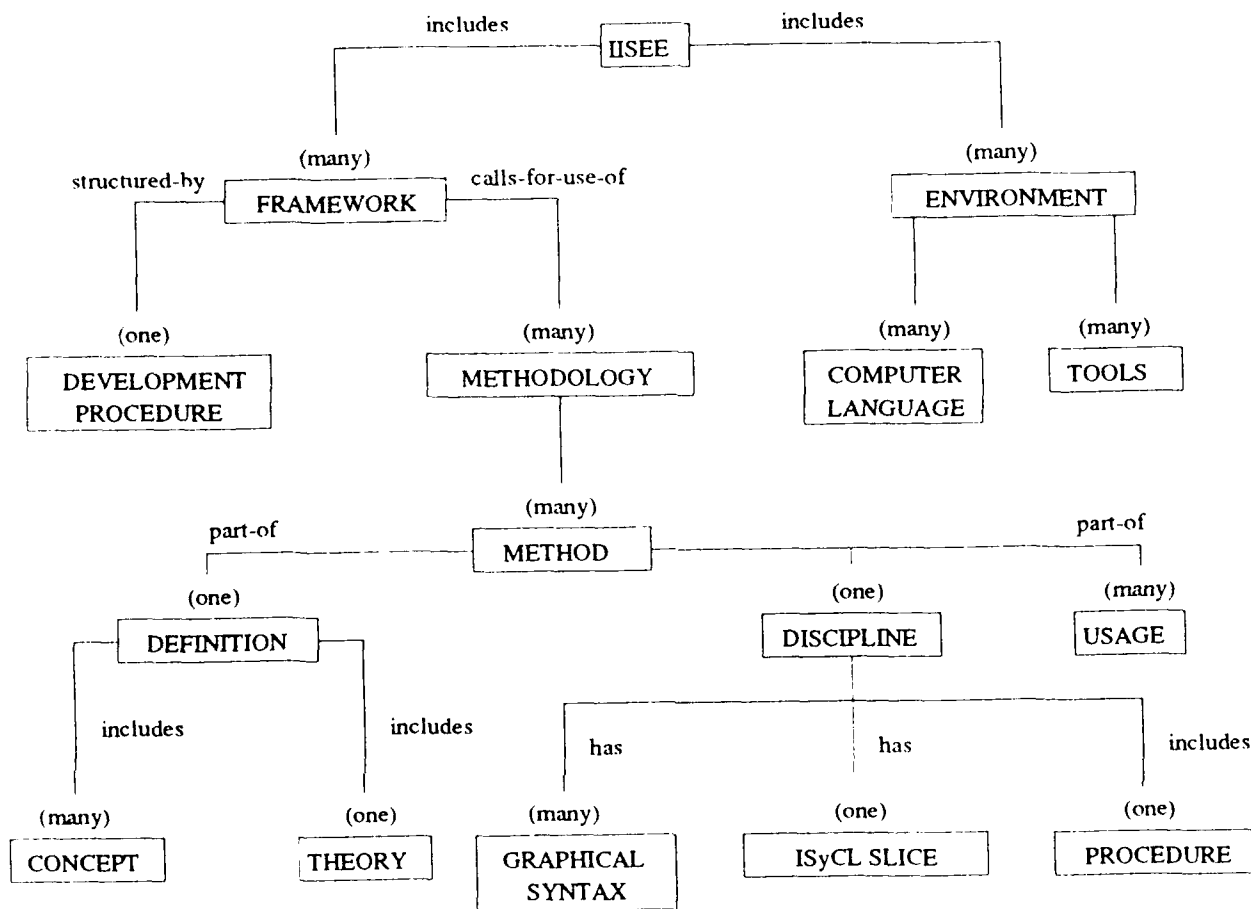 includes
IISEE
includes
(many)
(many)
structured-by
FRAMEWORK
calls-for-use-of
ENVIRONMENT
(one)
(many)
(many)
(many)
DEVELOPMENT
PROCEDURE
METHODOLOGY
COMPUTER
LANGUAGE
TOOLS
(many)
part-of
METHOD
part-of
(one)
(one)
(many)
DEFINITION
DISCIPLINE
USAGE
includes
includes
has
has
includes
(many)
(one)
(many)
(one)
(one)
CONCEPT
THEORY
GRAPHICAL
SYNTAX
ISyCL SLICE
PROCEDURE